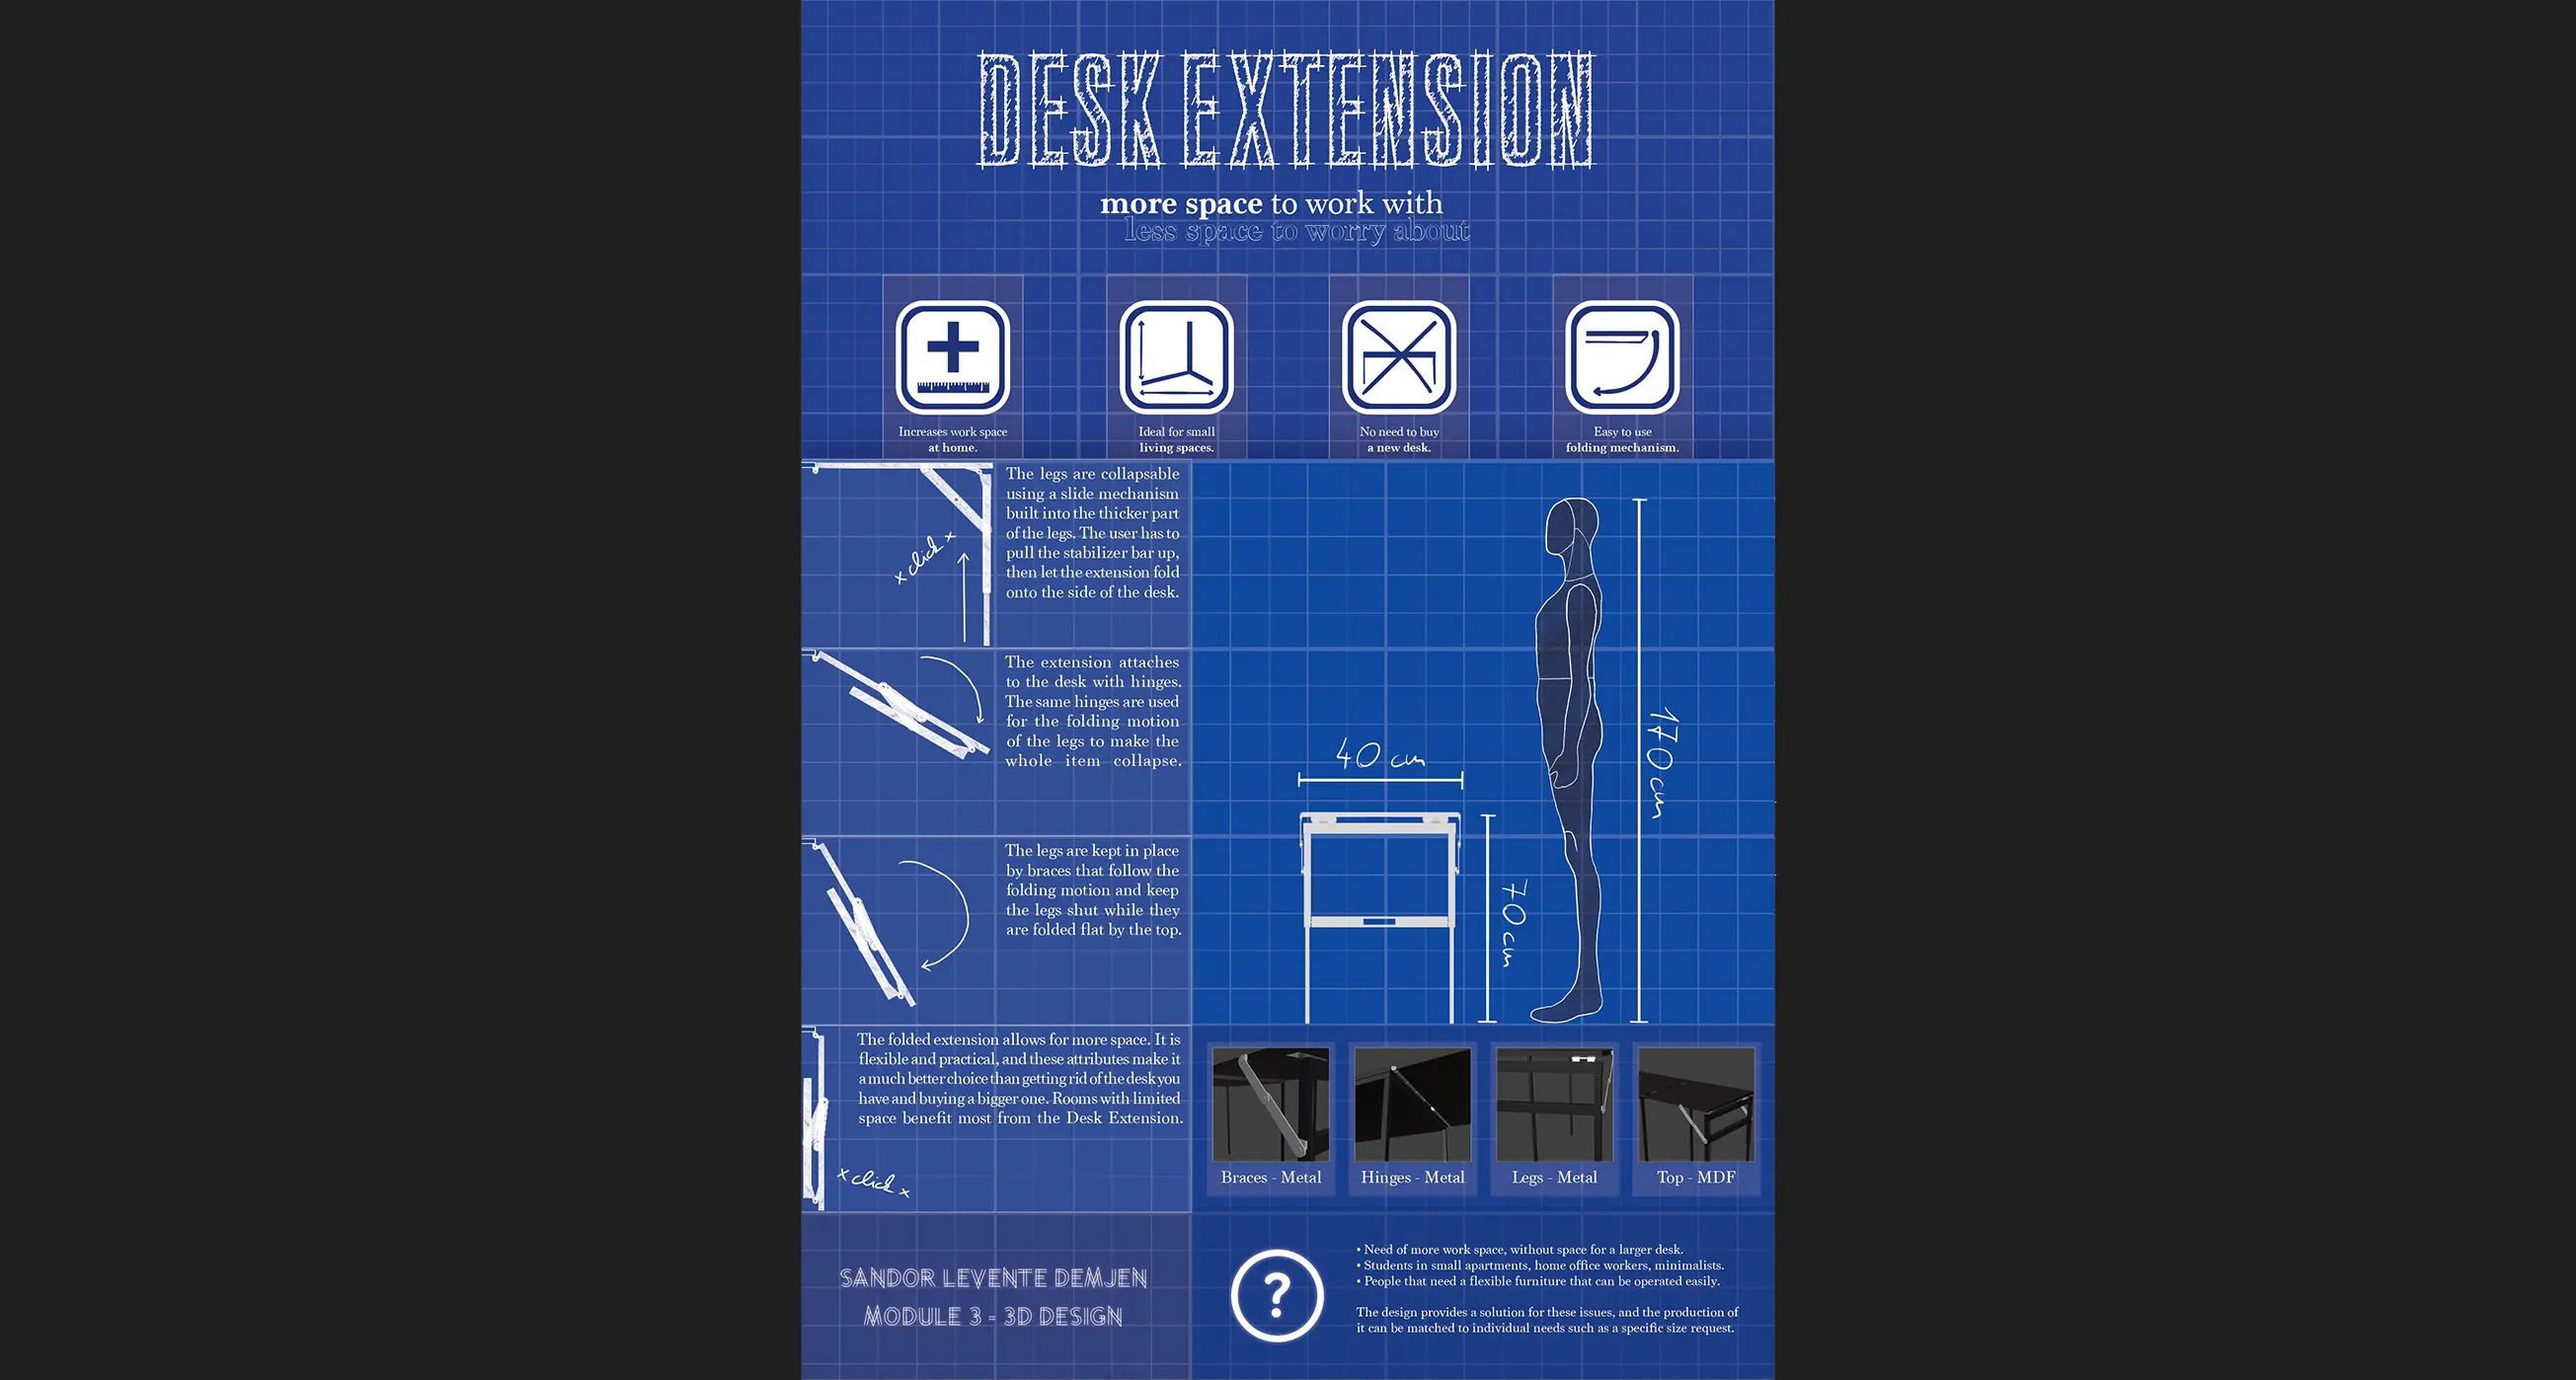 DESK EXTENSION
more space to work with
less space to worry about
Increases work space
at home.
Ideal for small
living spaces.
No need to buy
a new desk.
Easy to use
folding mechanism.
The legs are collapsable
using a slide mechanism
built into the thicker part
of the legs. The user has to
pull the stabilizer bar up,
then let the extension fold
onto the side of the desk.
x click x
The extension attaches
to the desk with hinges.
The same hinges are used
for the folding motion
of the legs to make the
whole item collapse.
The legs are kept in place
by braces that follow the
folding motion and keep
the legs shut while they
are folded flat by the top.
The folded extension allows for more space. It is
flexible and practical, and these attributes make it
a much better choice than getting rid of the desk you
have and buying a bigger one. Rooms with limited
space benefit most from the Desk Extension.
x click x
40 cm
70 cm
170 cm
Braces - Metal
Hinges - Metal
Legs - Metal
Top - MDF
SANDOR LEVENTE DEMJEN
MODULE 3 - 3D DESIGN
?
• Need of more work space, without space for a larger desk.
• Students in small apartments, home office workers, minimalists.
• People that need a flexible furniture that can be operated easily.
The design provides a solution for these issues, and the production of
it can be matched to individual needs such as a specific size request.